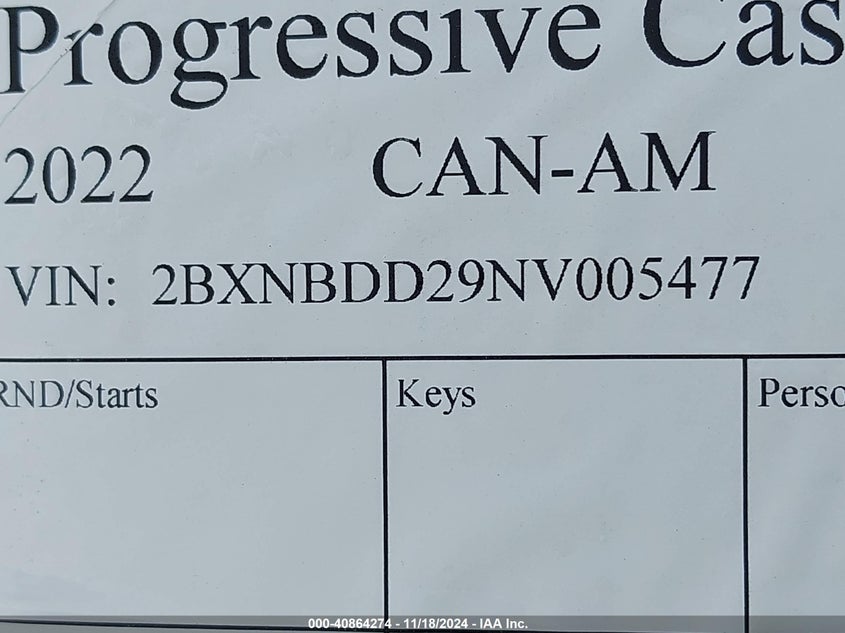 Progressive Cas
2022 CAN-AM
VIN: 2BXNBDD29NV005477
RND/Starts Keys Perso
000-40864274 - 11/18/2024 - IAA Inc.